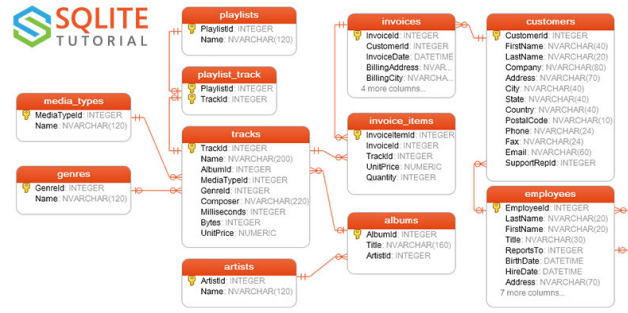 SQLITE
TUTORIAL
playlists
PlaylistId: INTEGER
Name: NVARCHAR(120)
playlist_track
PlaylistId: INTEGER
TrackId: INTEGER
media_types
MediaTypeId: INTEGER
Name: NVARCHAR(120)
genres
GenreId: INTEGER
Name: NVARCHAR(120)
tracks
TrackId: INTEGER
Name: NVARCHAR(200)
AlbumId: INTEGER
MediaTypeId: INTEGER
GenreId: INTEGER
Composer: NVARCHAR(220)
Milliseconds: INTEGER
Bytes: INTEGER
UnitPrice: NUMERIC
artists
ArtistId: INTEGER
Name: NVARCHAR(120)
invoices
InvoiceId: INTEGER
CustomerId: INTEGER
InvoiceDate: DATETIME
BillingAddress: NVAR...
BillingCity: NVARCHA...
4 more columns...
invoice_items
InvoiceItemId: INTEGER
InvoiceId: INTEGER
TrackId: INTEGER
UnitPrice: NUMERIC
Quantity: INTEGER
albums
AlbumId: INTEGER
Title: NVARCHAR(160)
ArtistId: INTEGER
customers
CustomerId: INTEGER
FirstName: NVARCHAR(40)
LastName: NVARCHAR(20)
Company: NVARCHAR(80)
Address: NVARCHAR(70)
City: NVARCHAR(40)
State: NVARCHAR(40)
Country: NVARCHAR(40)
PostalCode: NVARCHAR(10)
Phone: NVARCHAR(24)
Fax: NVARCHAR(24)
Email: NVARCHAR(60)
SupportRepId: INTEGER
employees
EmployeeId: INTEGER
LastName: NVARCHAR(20)
FirstName: NVARCHAR(20)
Title: NVARCHAR(30)
ReportsTo: INTEGER
BirthDate: DATETIME
HireDate: DATETIME
Address: NVARCHAR(70)
7 more columns...